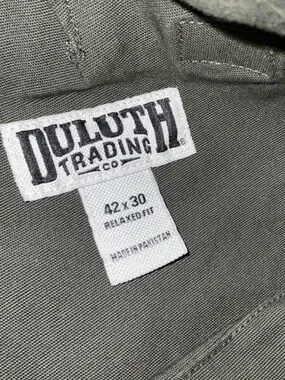 DULUTH
TRADING
CO
®
42 x 30
RELAXED FIT
MADE IN PAKISTAN